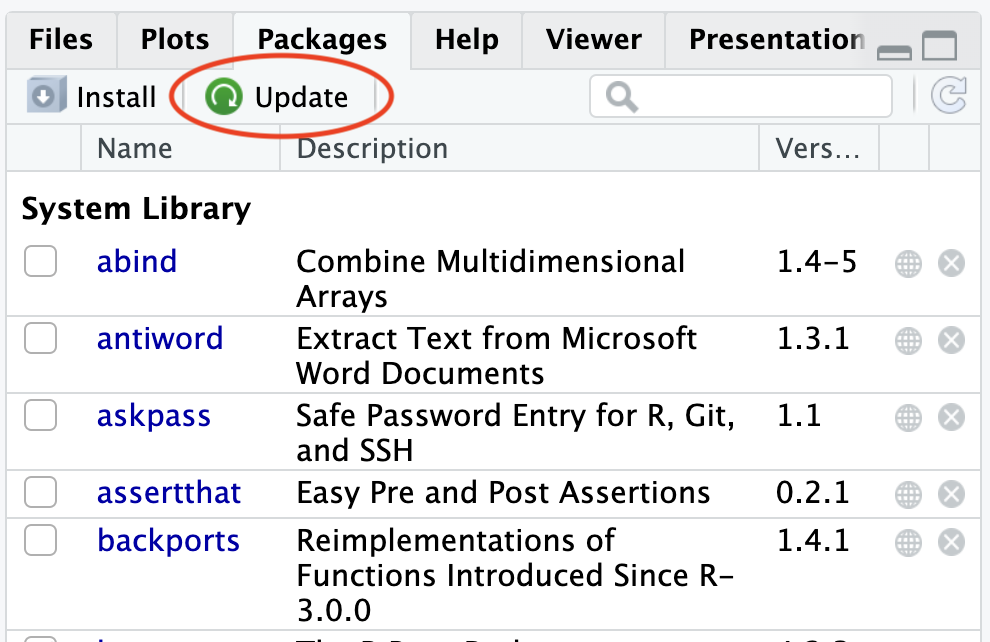 Files Plots Packages Help Viewer Presentation
Install Update
Name Description Vers...
System Library
abind Combine Multidimensional 1.4-5
Arrays
antiword Extract Text from Microsoft 1.3.1
Word Documents
askpass Safe Password Entry for R, Git, 1.1
and SSH
assertthat Easy Pre and Post Assertions 0.2.1
backports Reimplementations of 1.4.1
Functions Introduced Since R-
3.0.0